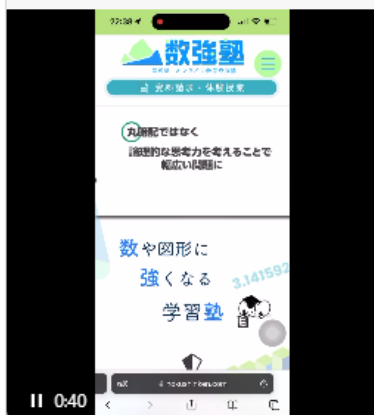 22:38
数強塾
資料請求・体験授業
丸暗記ではなく
論理的な思考力を考えることで
幅広い問題に
数や図形に
強くなる
3.141592
学習塾
0:40